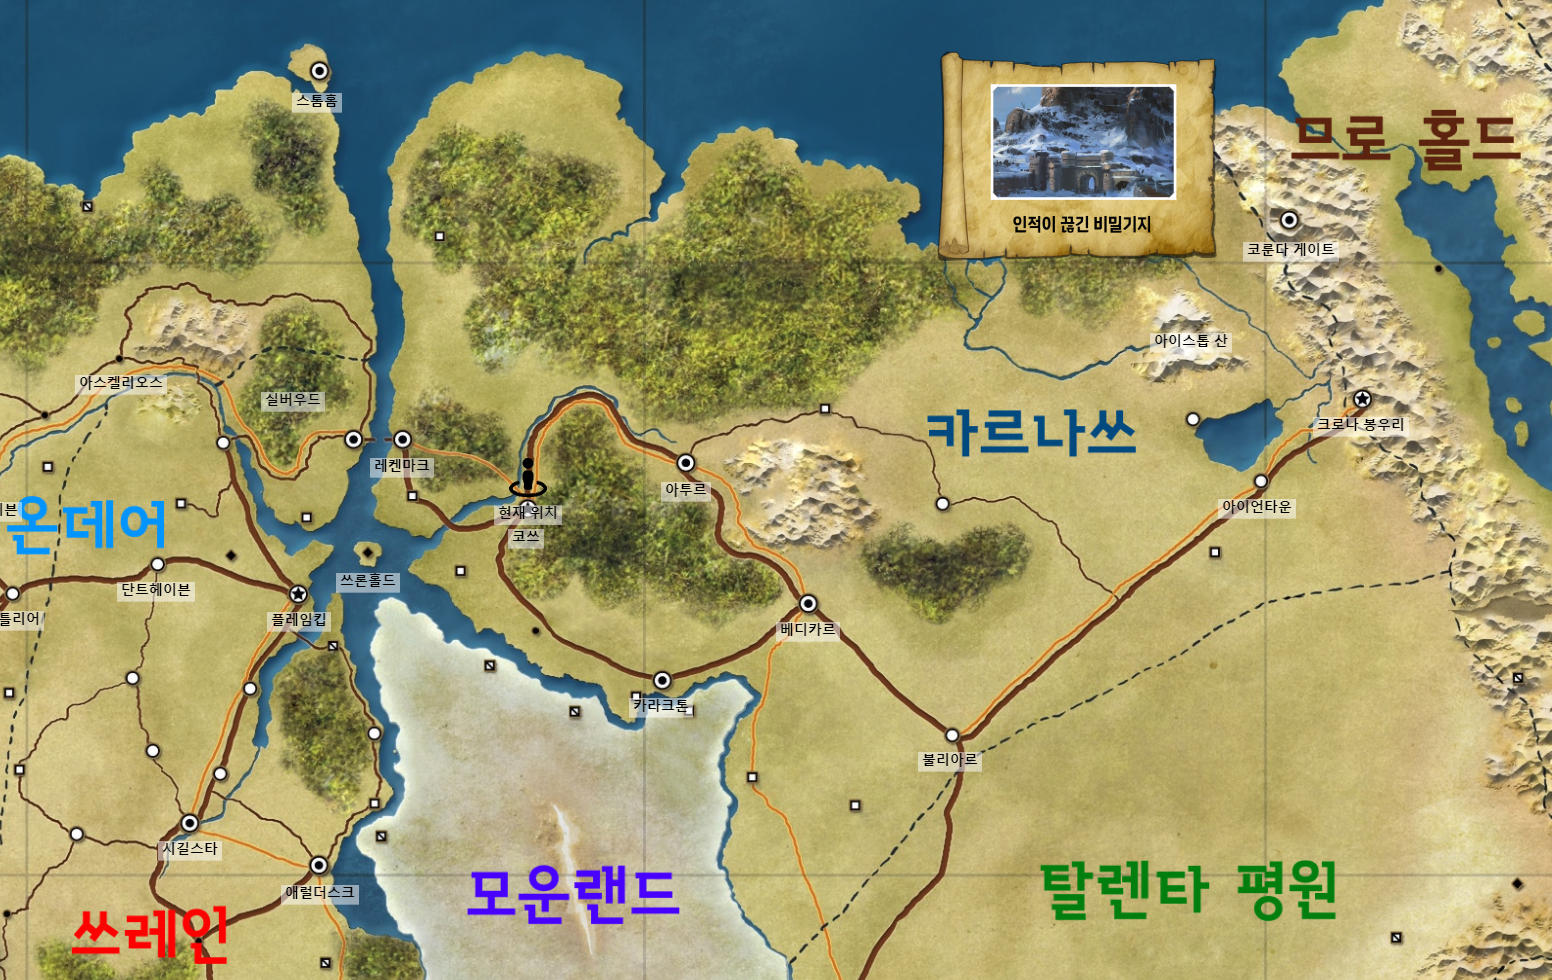 스톰홈
므로 홀드
인적이 끊긴 비밀기지
코룬다 게이트
아이스톱 산
아스켈리오스
실버우드
카르나쓰
크로나 봉우리
레켄마크
아투르
현재 위치
코쓰
아이언타운
온데어
쓰론홀드
단트헤이븐
틀리어
플레임킵
베디카르
카라크톤
불리아르
시길스타
애럴더스크
모운랜드
탈렌타 평원
쓰레인